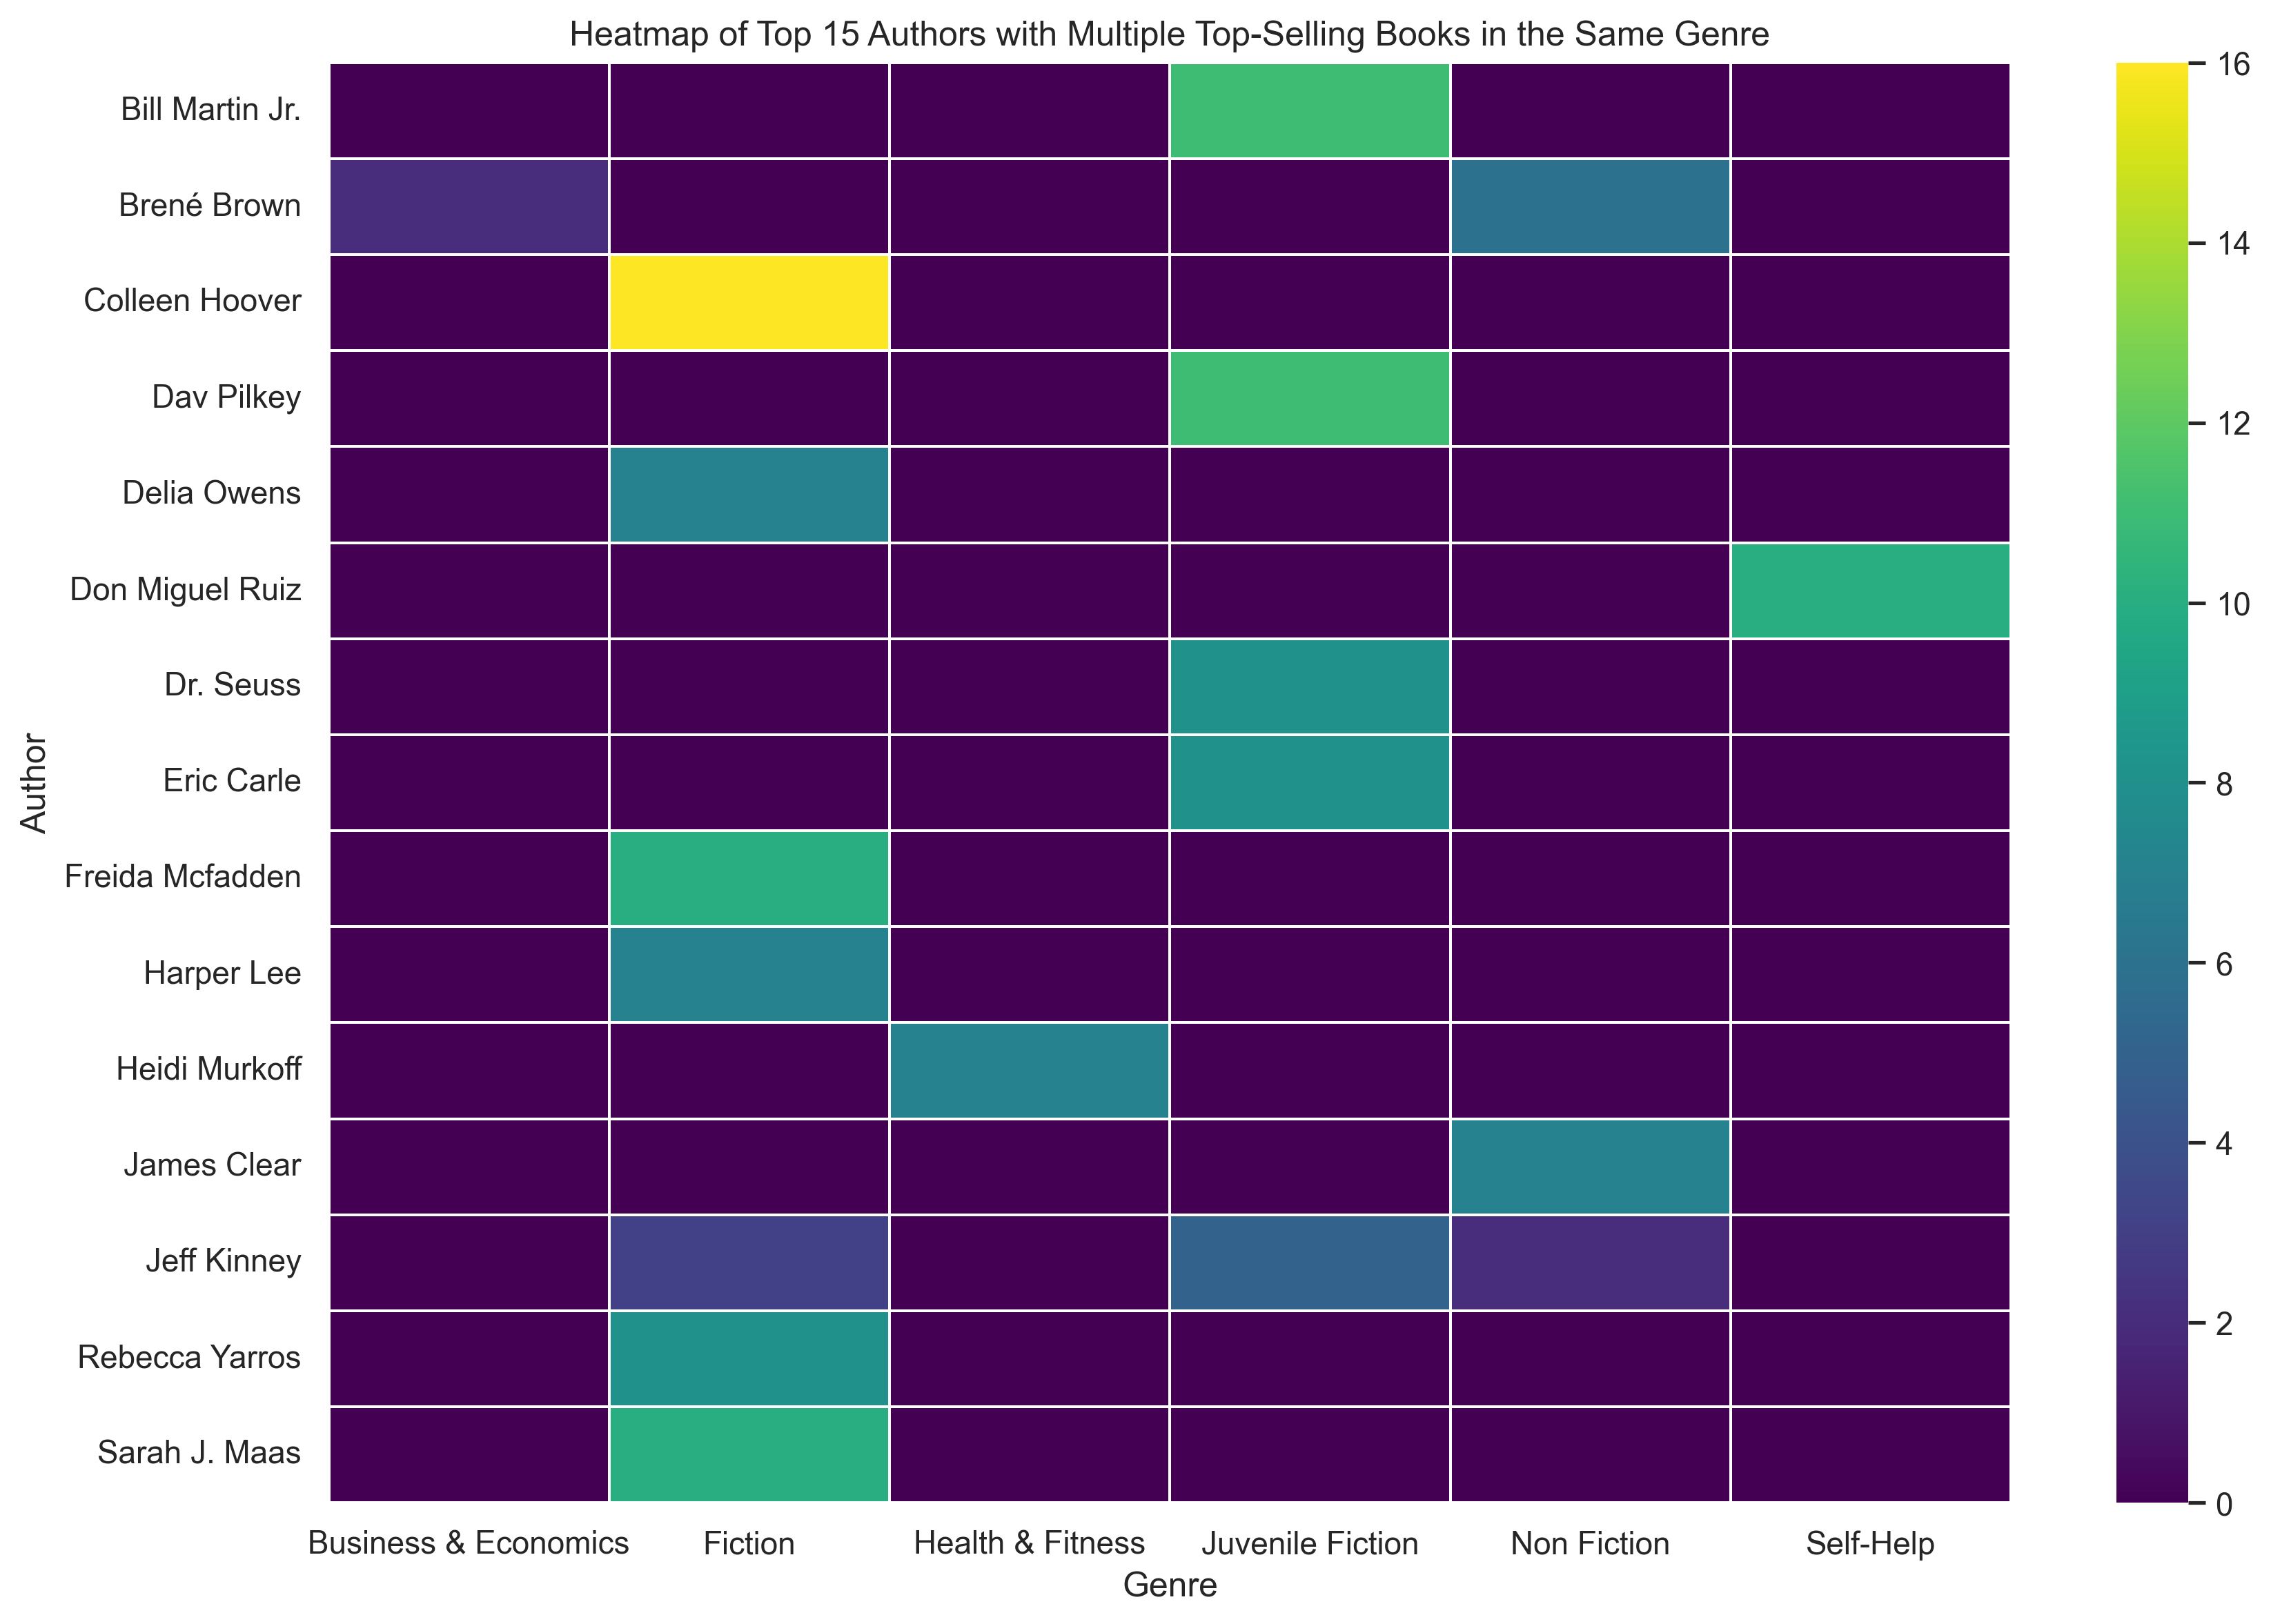 Heatmap of Top 15 Authors with Multiple Top-Selling Books in the Same Genre
Author
Bill Martin Jr.
Brené Brown
Colleen Hoover
Dav Pilkey
Delia Owens
Don Miguel Ruiz
Dr. Seuss
Eric Carle
Freida Mcfadden
Harper Lee
Heidi Murkoff
James Clear
Jeff Kinney
Rebecca Yarros
Sarah J. Maas
Business & Economics
Fiction
Health & Fitness
Juvenile Fiction
Non Fiction
Self-Help
Genre
16
14
12
10
8
6
4
2
0